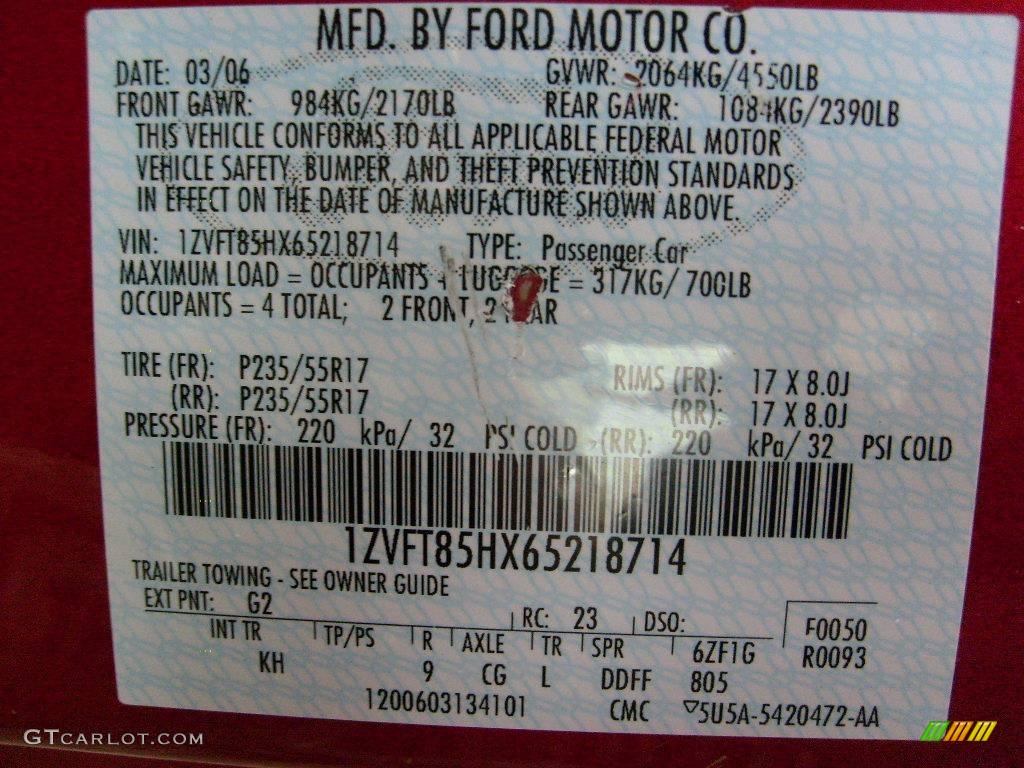 MFD. BY FORD MOTOR CO.
DATE: 03/06 GVWR: 2064KG/4550LB
FRONT GAWR: 984KG/2170LB REAR GAWR: 1084KG/2390LB
THIS VEHICLE CONFORMS TO ALL APPLICABLE FEDERAL MOTOR
VEHICLE SAFETY, BUMPER, AND THEFT PREVENTION STANDARDS
IN EFFECT ON THE DATE OF MANUFACTURE SHOWN ABOVE.
VIN: 1ZVFT85HX65218714 TYPE: Passenger Car
MAXIMUM LOAD = OCCUPANTS + LUGGAGE = 317KG/ 700LB
OCCUPANTS = 4 TOTAL; 2 FRONT, 2 REAR
TIRE (FR): P235/55R17 RIMS (FR): 17 X 8.0J
(RR): P235/55R17 (RR): 17 X 8.0J
PRESSURE (FR): 220 kPa/ 32 PSI COLD (RR): 220 kPa/ 32 PSI COLD
1ZVFT85HX65218714
TRAILER TOWING - SEE OWNER GUIDE
EXT PNT: G2 RC: 23 DSO: F0050
INT TR TP/PS R AXLE TR SPR 6ZF1G R0093
KH 9 CG L DDFF 805
1200603134101 CMC ▽5U5A-5420472-AA
GTCARLOT.COM